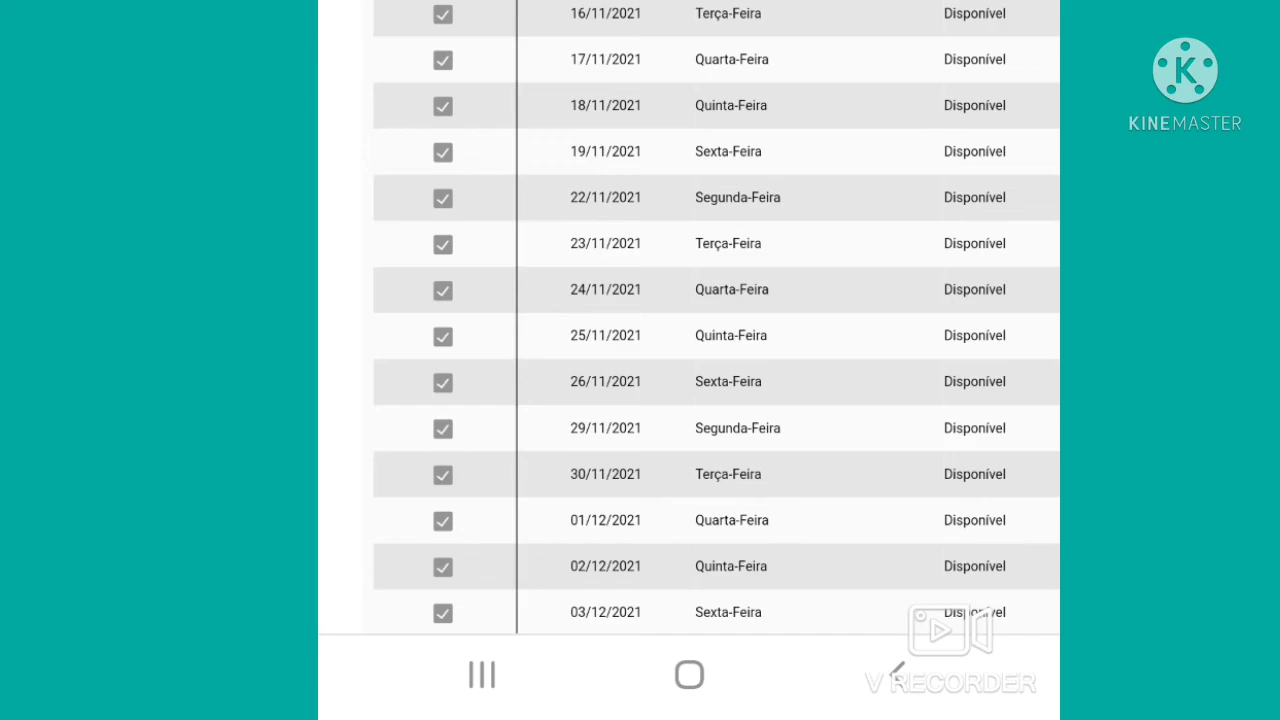 16/11/2021 Terça-Feira Disponível
17/11/2021 Quarta-Feira Disponível
18/11/2021 Quinta-Feira Disponível
19/11/2021 Sexta-Feira Disponível
22/11/2021 Segunda-Feira Disponível
23/11/2021 Terça-Feira Disponível
24/11/2021 Quarta-Feira Disponível
25/11/2021 Quinta-Feira Disponível
26/11/2021 Sexta-Feira Disponível
29/11/2021 Segunda-Feira Disponível
30/11/2021 Terça-Feira Disponível
01/12/2021 Quarta-Feira Disponível
02/12/2021 Quinta-Feira Disponível
03/12/2021 Sexta-Feira Disponível
K
KINEMASTER
V RECORDER